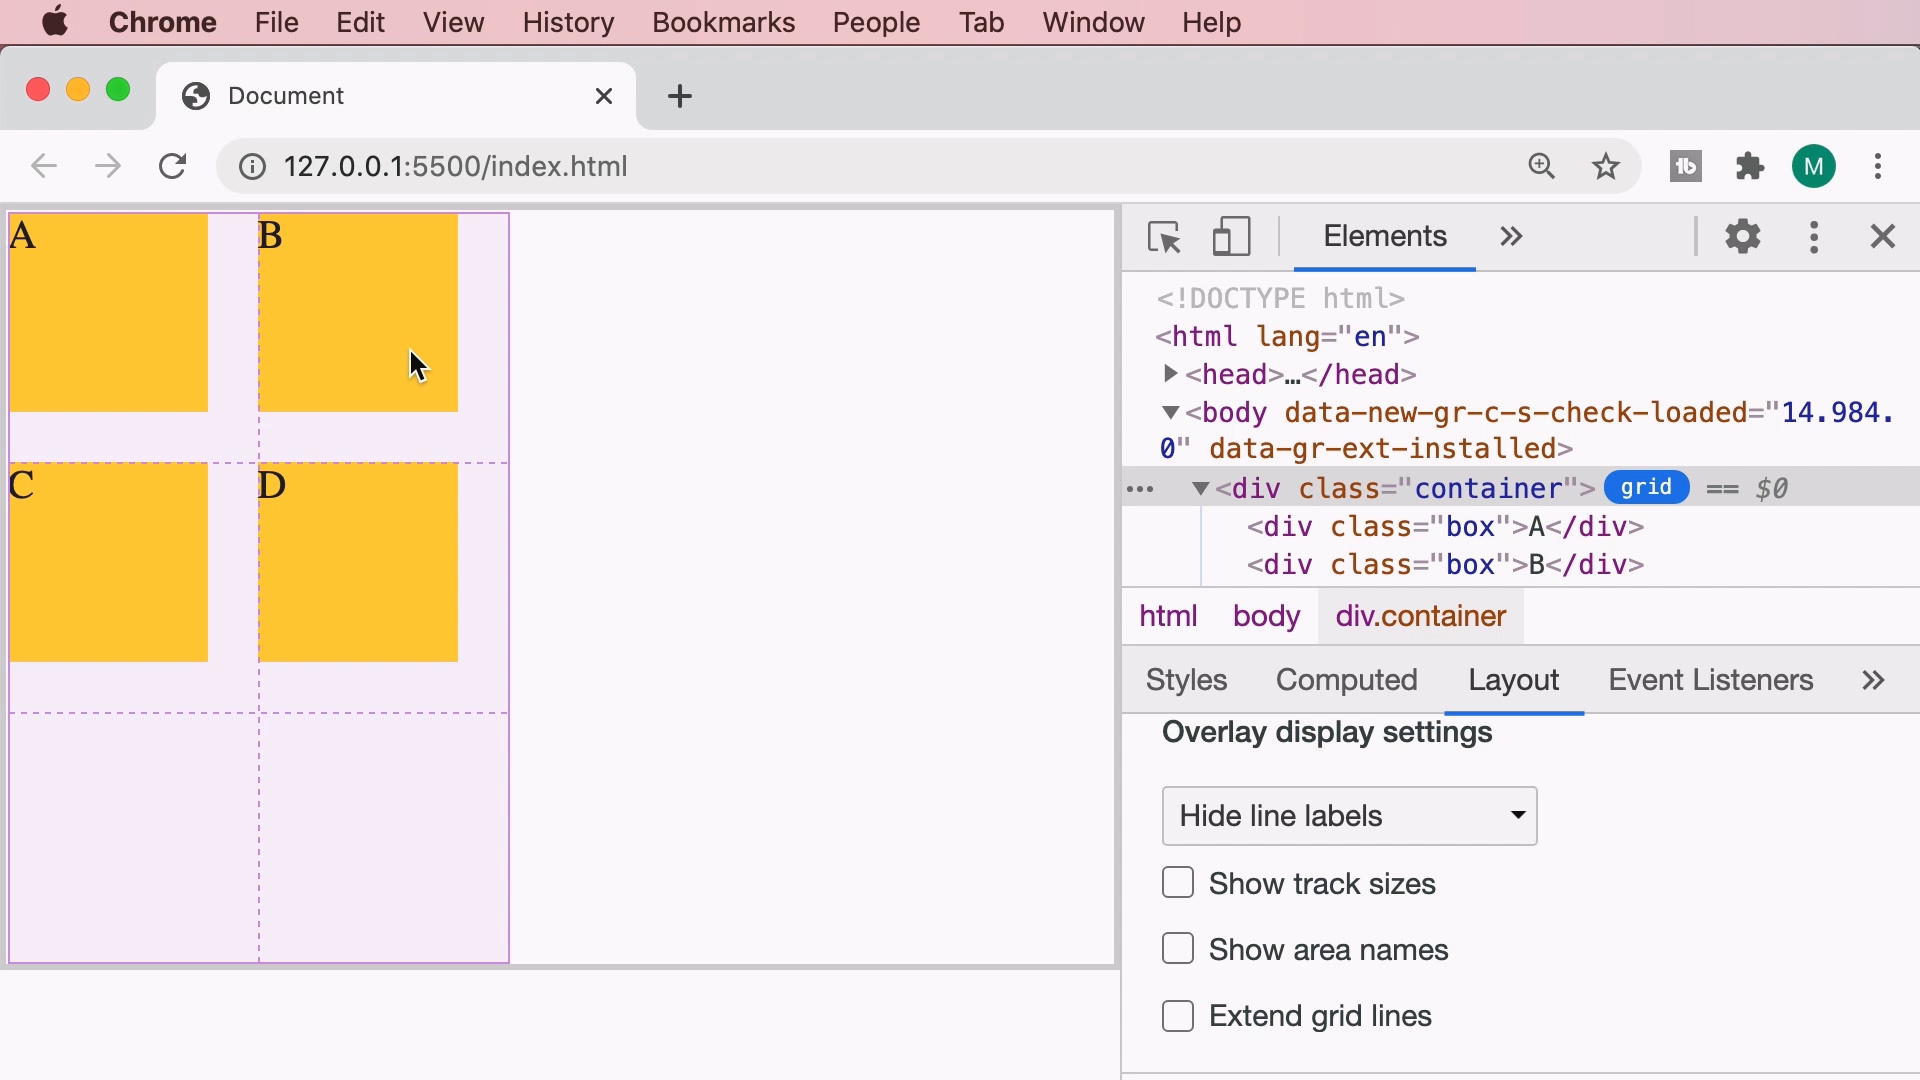 Chrome File Edit View History Bookmarks People Tab Window Help
Document
127.0.0.1:5500/index.html
M
A B
C D
Elements
<!DOCTYPE html>
<html lang="en">
<head>…</head>
<body data-new-gr-c-s-check-loaded="14.984.
0" data-gr-ext-installed>
<div class="container"> grid == $0
<div class="box">A</div>
<div class="box">B</div>
html body div.container
Styles Computed Layout Event Listeners
Overlay display settings
Hide line labels
Show track sizes
Show area names
Extend grid lines